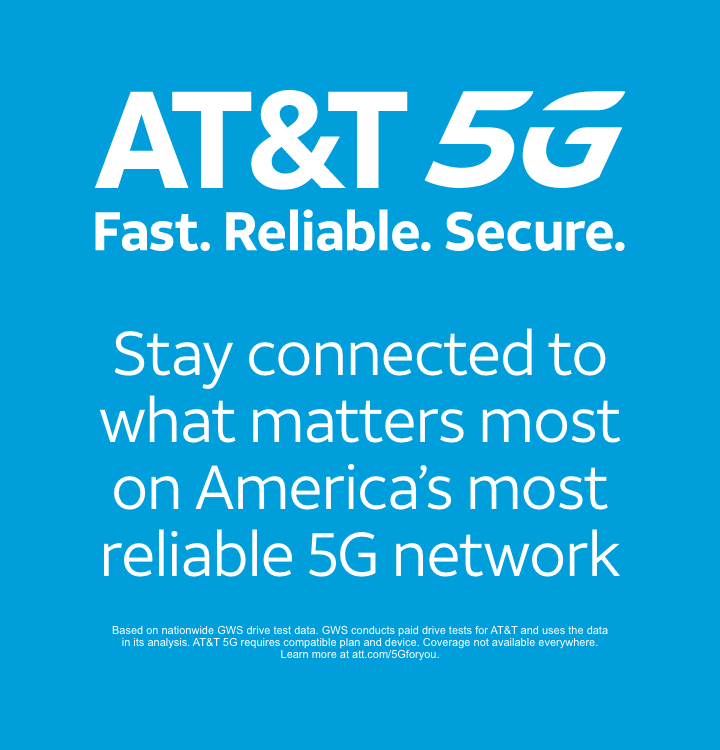 AT&T 5G
Fast. Reliable. Secure.
Stay connected to
what matters most
on America’s most
reliable 5G network
Based on nationwide GWS drive test data. GWS conducts paid drive tests for AT&T and uses the data
in its analysis. AT&T 5G requires compatible plan and device. Coverage not available everywhere.
Learn more at att.com/5Gforyou.